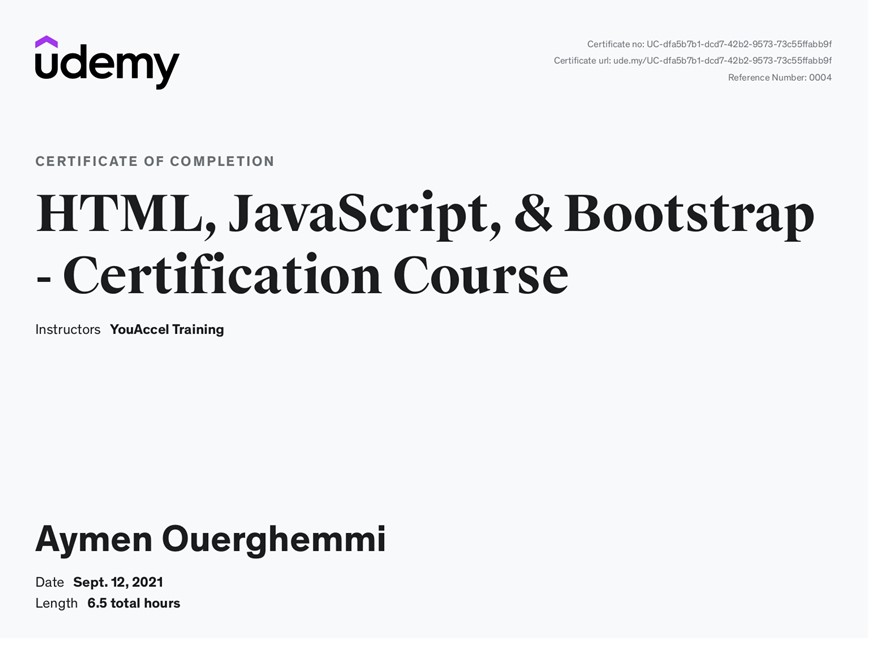 udemy
Certificate no: UC-dfa5b7b1-dcd7-42b2-9573-73c55ffabb9f
Certificate url: ude.my/UC-dfa5b7b1-dcd7-42b2-9573-73c55ffabb9f
Reference Number: 0004
CERTIFICATE OF COMPLETION
HTML, JavaScript, & Bootstrap
- Certification Course
Instructors YouAccel Training
Aymen Ouerghemmi
Date Sept. 12, 2021
Length 6.5 total hours